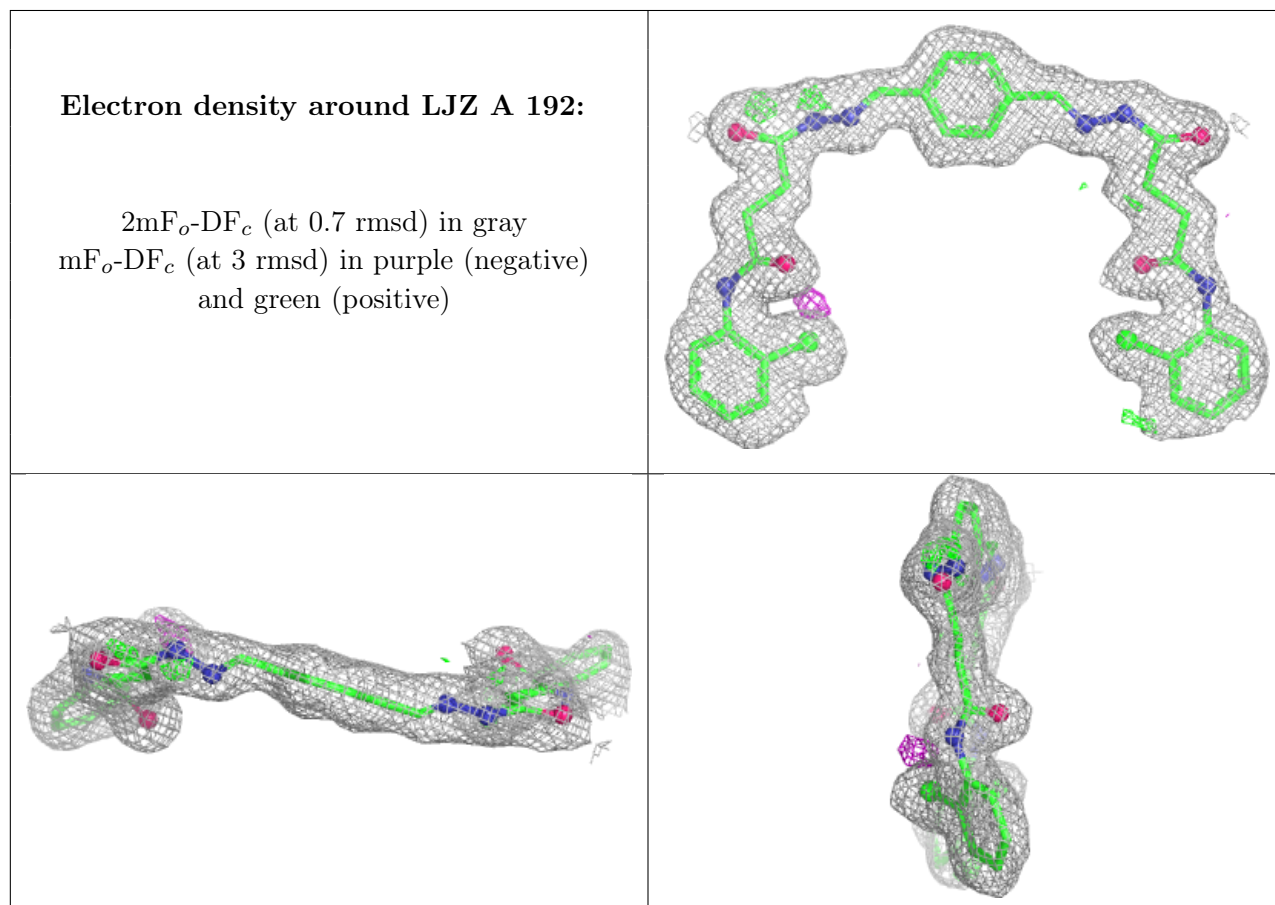 Electron density around LJZ A 192:
2mFo-DFc (at 0.7 rmsd) in gray
mFo-DFc (at 3 rmsd) in purple (negative)
and green (positive)